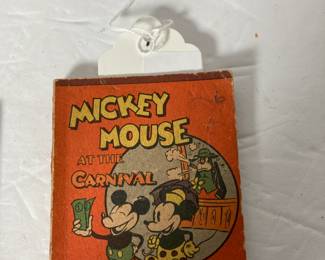 MICKEY
MOUSE
AT THE
CARNIVAL